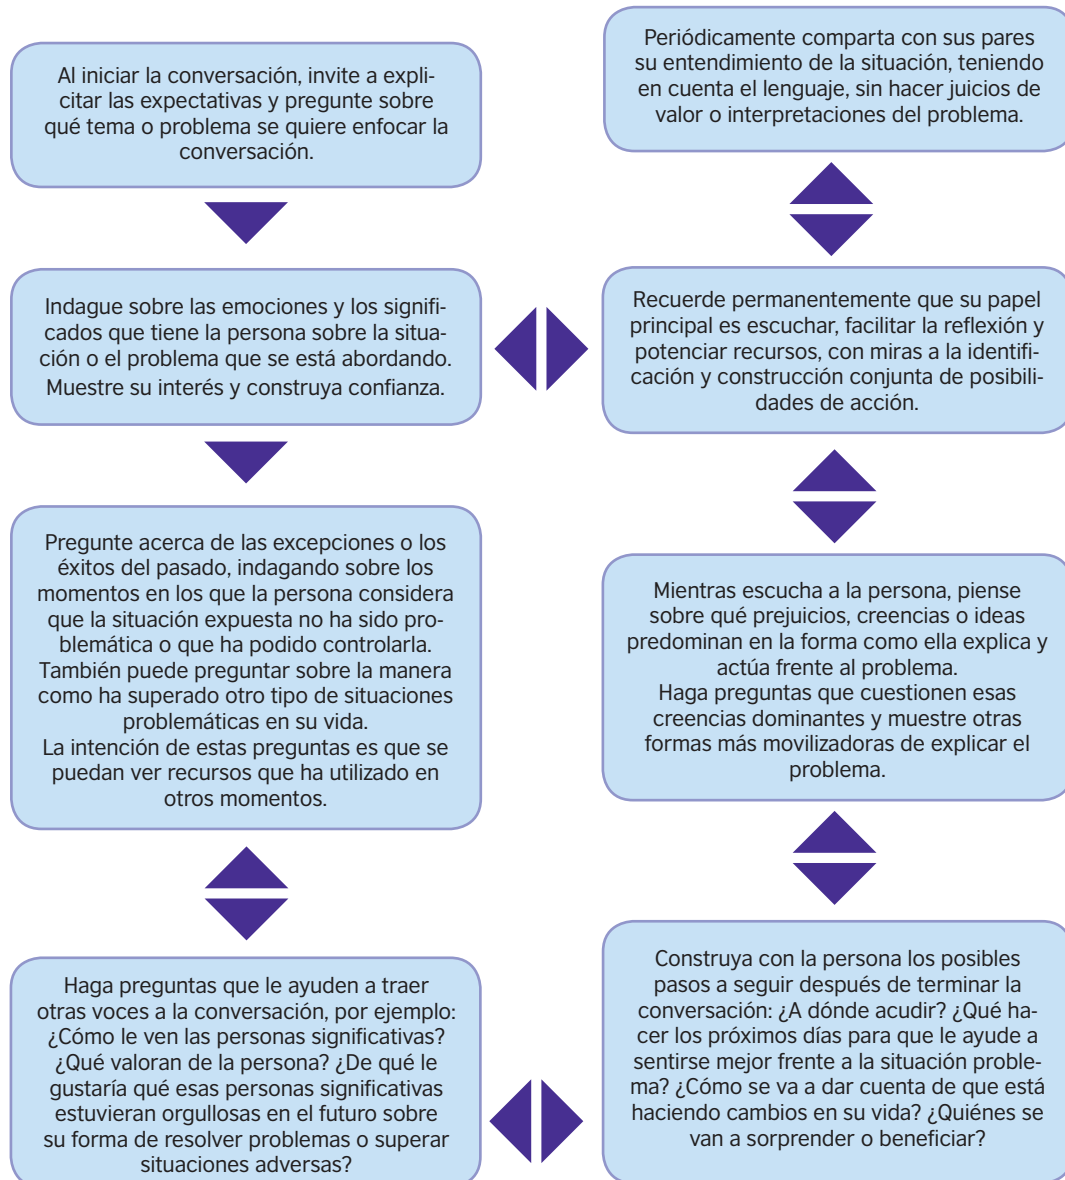 Al iniciar la conversación, invite a expli-
citar las expectativas y pregunte sobre
qué tema o problema se quiere enfocar la
conversación.
Indague sobre las emociones y los signifi-
cados que tiene la persona sobre la situa-
ción o el problema que se está abordando.
Muestre su interés y construya confianza.
Pregunte acerca de las excepciones o los
éxitos del pasado, indagando sobre los
momentos en los que la persona considera
que la situación expuesta no ha sido pro-
blemática o que ha podido controlarla.
También puede preguntar sobre la manera
como ha superado otro tipo de situaciones
problemáticas en su vida.
La intención de estas preguntas es que se
puedan ver recursos que ha utilizado en
otros momentos.
Haga preguntas que le ayuden a traer
otras voces a la conversación, por ejemplo:
¿Cómo le ven las personas significativas?
¿Qué valoran de la persona? ¿De qué le
gustaría qué esas personas significativas
estuvieran orgullosas en el futuro sobre
su forma de resolver problemas o superar
situaciones adversas?
Periódicamente comparta con sus pares
su entendimiento de la situación, teniendo
en cuenta el lenguaje, sin hacer juicios de
valor o interpretaciones del problema.
Recuerde permanentemente que su papel
principal es escuchar, facilitar la reflexión y
potenciar recursos, con miras a la identifi-
cación y construcción conjunta de posibili-
dades de acción.
Mientras escucha a la persona, piense
sobre qué prejuicios, creencias o ideas
predominan en la forma como ella explica y
actúa frente al problema.
Haga preguntas que cuestionen esas
creencias dominantes y muestre otras
formas más movilizadoras de explicar el
problema.
Construya con la persona los posibles
pasos a seguir después de terminar la
conversación: ¿A dónde acudir? ¿Qué ha-
cer los próximos días para que le ayude a
sentirse mejor frente a la situación proble-
ma? ¿Cómo se va a dar cuenta de que está
haciendo cambios en su vida? ¿Quiénes se
van a sorprender o beneficiar?